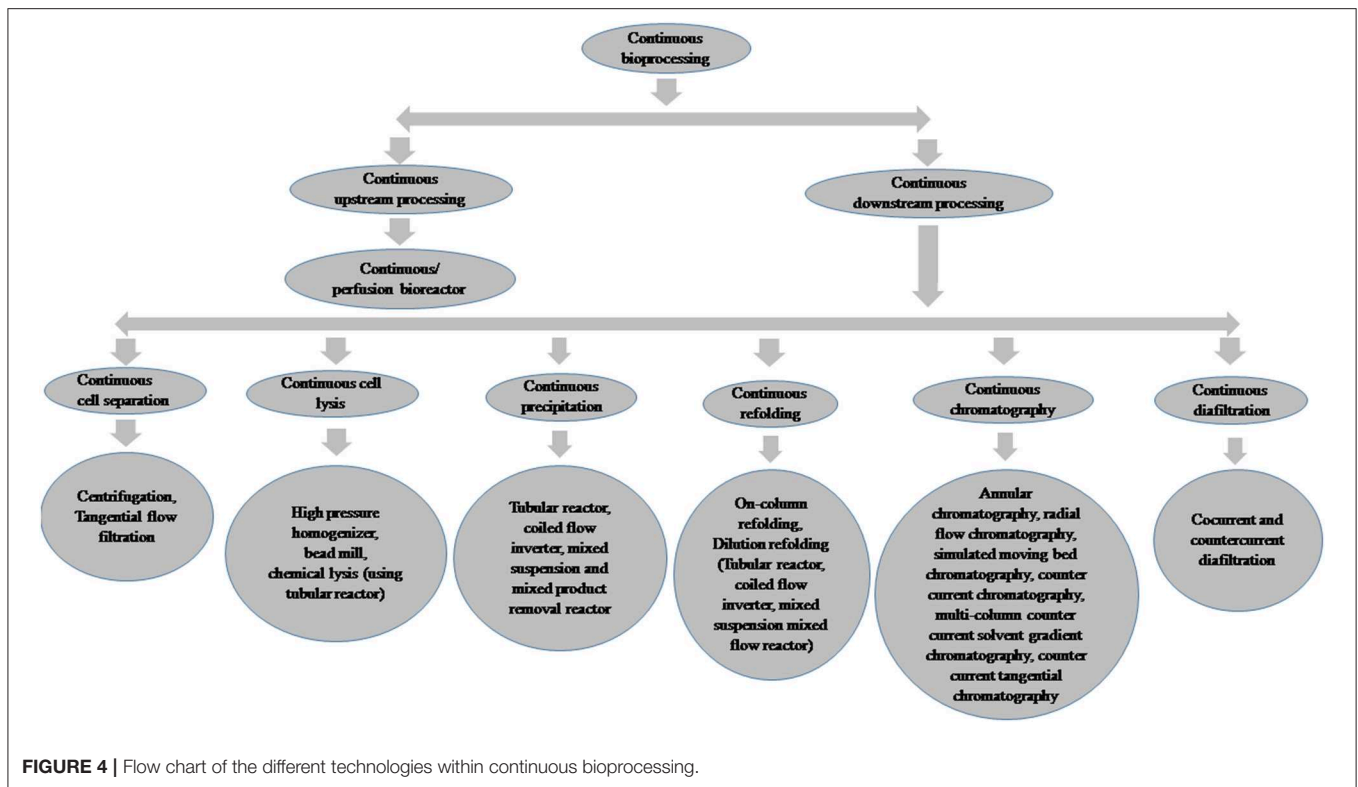 Continuous
bioprocessing
Continuous
upstream processing
Continuous
downstream processing
Continuous/
perfusion bioreactor
Continuous
cell separation
Continuous cell
lysis
Continuous
precipitation
Continuous
refolding
Continuous
chromatography
Continuous
diafiltration
Centrifugation,
Tangential flow
filtration
High pressure
homogenizer,
bead mill,
chemical lysis (using
tubular reactor)
Tubular reactor,
coiled flow
inverter, mixed
suspension and
mixed product
removal reactor
On-column
refolding,
Dilution refolding
(Tubular reactor,
coiled flow
inverter, mixed
suspension mixed
flow reactor)
Annular
chromatography, radial
flow chromatography,
simulated moving bed
chromatography, counter
current chromatography,
multi-column counter
current solvent gradient
chromatography, counter
current tangential
chromatography
Cocurrent and
countercurrent
diafiltration
FIGURE 4 | Flow chart of the different technologies within continuous bioprocessing.